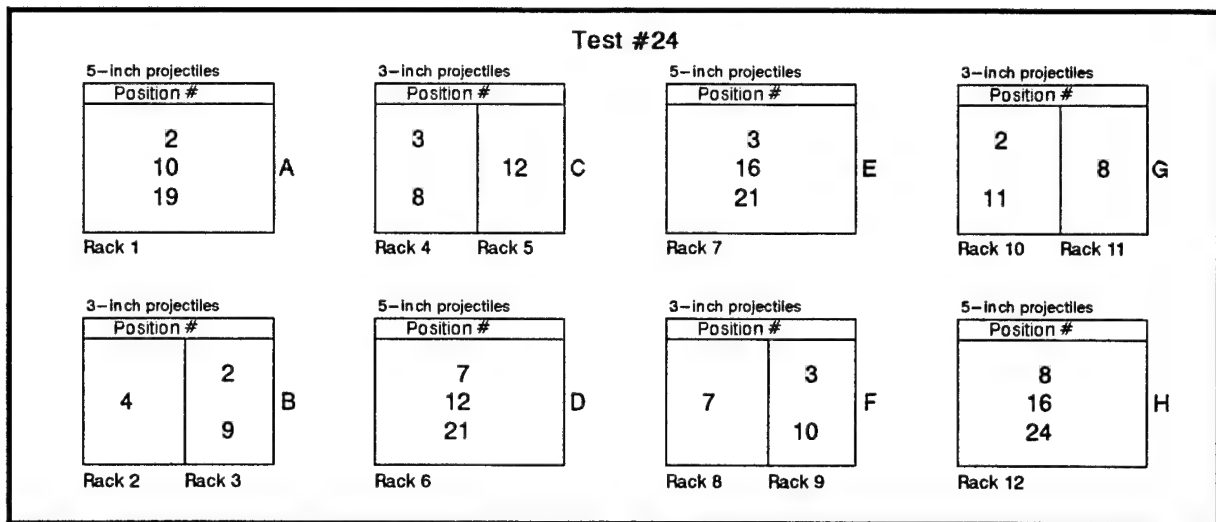 Test #24
5-inch projectiles
Position #
2
10
19
A
Rack 1
3-inch projectiles
Position #
3
8
12
C
Rack 4 Rack 5
5-inch projectiles
Position #
3
16
21
E
Rack 7
3-inch projectiles
Position #
2
11
8
G
Rack 10 Rack 11
3-inch projectiles
Position #
4
2
9
B
Rack 2 Rack 3
5-inch projectiles
Position #
7
12
21
D
Rack 6
3-inch projectiles
Position #
7
3
10
F
Rack 8 Rack 9
5-inch projectiles
Position #
8
16
24
H
Rack 12